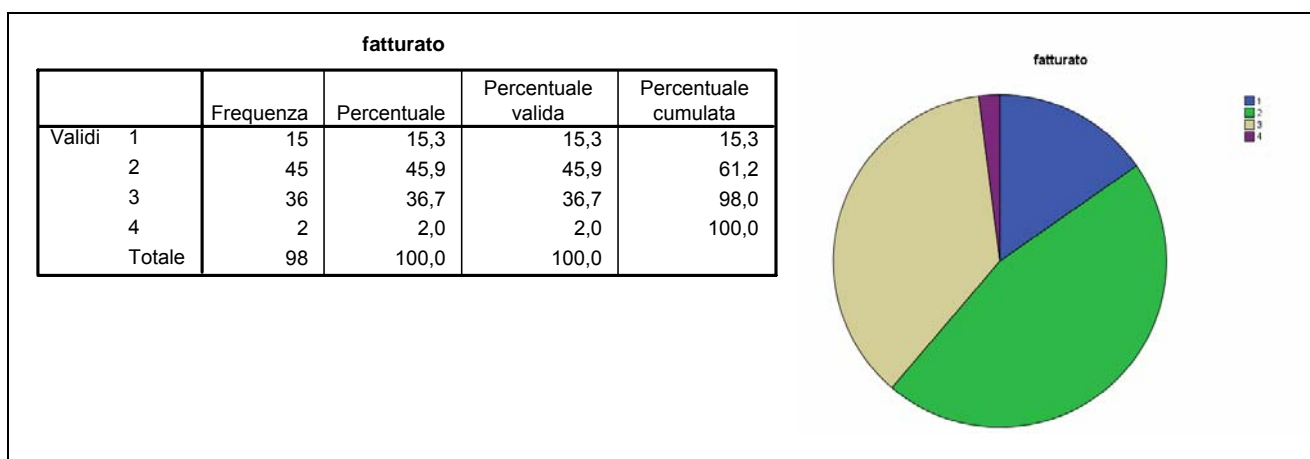 fatturato
Frequenza Percentuale Percentuale valida Percentuale cumulata
Validi 1 15 15,3 15,3 15,3
2 45 45,9 45,9 61,2
3 36 36,7 36,7 98,0
4 2 2,0 2,0 100,0
Totale 98 100,0 100,0
fatturato
1
2
3
4